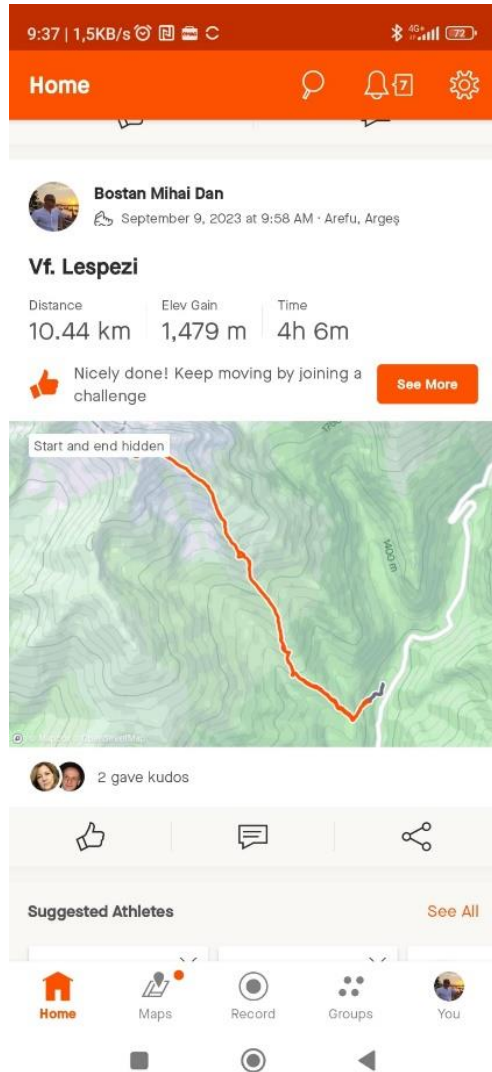 9:37 | 1,5KB/s
4G+
72
Home
7
Bostan Mihai Dan
September 9, 2023 at 9:58 AM · Arefu, Argeș
Vf. Lespezi
Distance
Elev Gain
Time
10.44 km
1,479 m
4h 6m
Nicely done! Keep moving by joining a
challenge
See More
Start and end hidden
1400 m
2 gave kudos
Suggested Athletes
See All
Home
Maps
Record
Groups
You